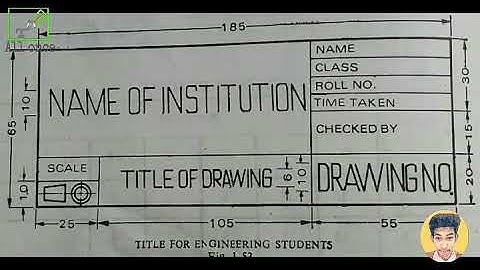 185
NAME
CLASS
ROLL NO.
TIME TAKEN
CHECKED BY
NAME OF INSTITUTION
65
10
30
15
SCALE
TITLE OF DRAWING
6
10
DRAWING NO.
20
10
25
105
55
TITLE FOR ENGINEERING STUDENTS